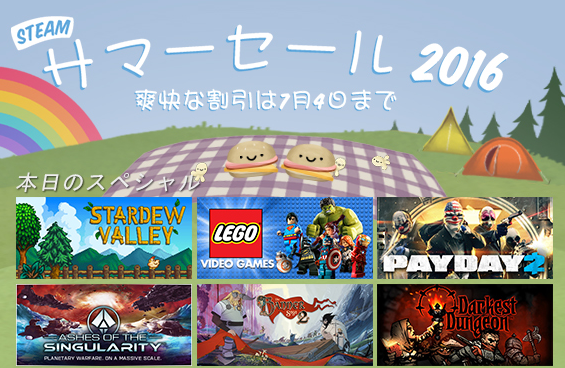 STEAM
サマーセール 2016
爽快な割引は7月4日まで
本日のスペシャル
STARDEW
VALLEY
LEGO
VIDEO GAMES
PAYDAY 2
ASHES OF THE
SINGULARITY
PLANETARY WARFARE. ON A MASSIVE SCALE.
BANNER
SAGA 2
DARKEST
DUNGEON